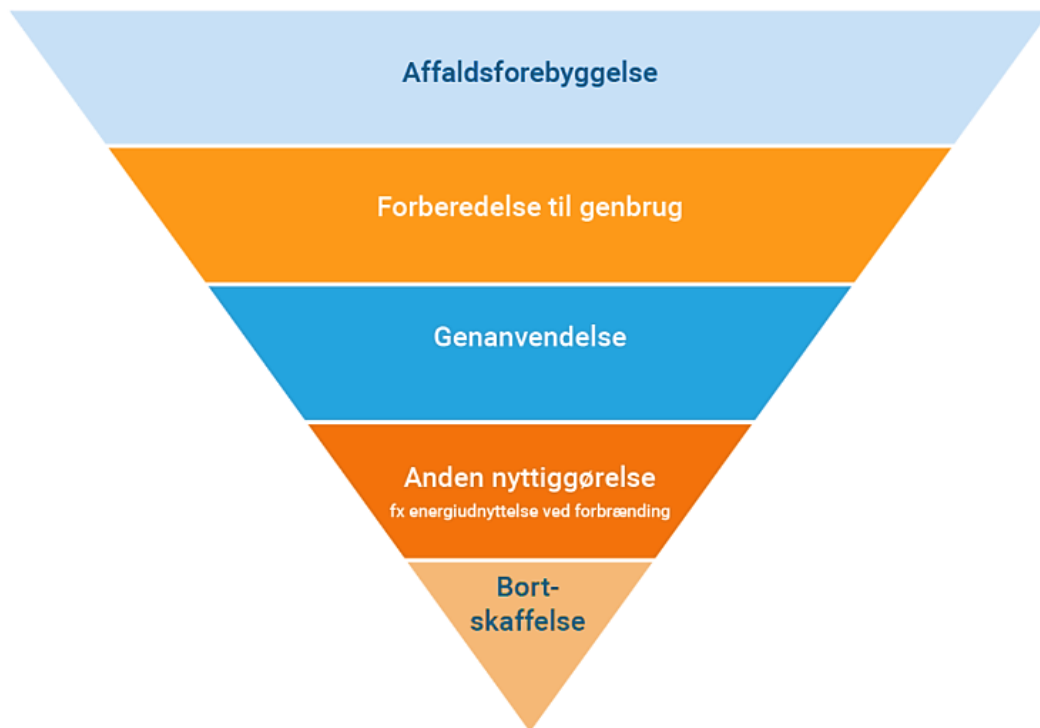 Affaldsforebyggelse
Forberedelse til genbrug
Genanvendelse
Anden nyttiggørelse
fx energiudnyttelse ved forbrænding
Bort-
skaffelse